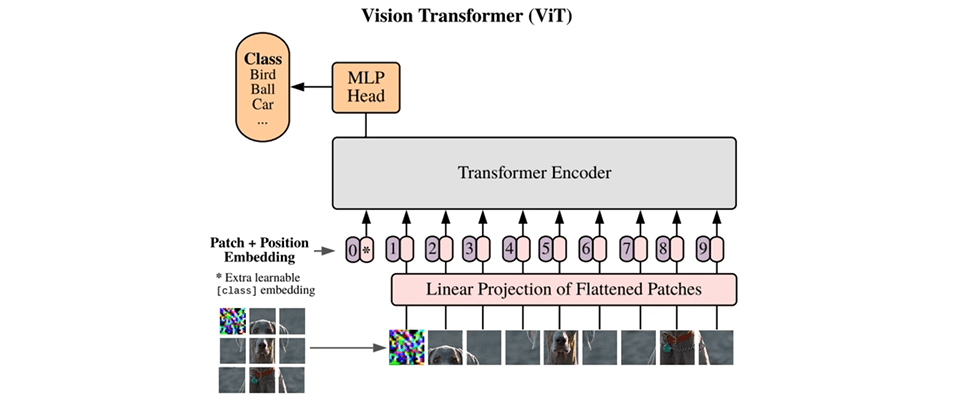 Vision Transformer (ViT)
Class
Bird
Ball
Car
...
MLP
Head
Transformer Encoder
Patch + Position
Embedding
* Extra learnable
[class] embedding
0 * 1 2 3 4 5 6 7 8 9
Linear Projection of Flattened Patches